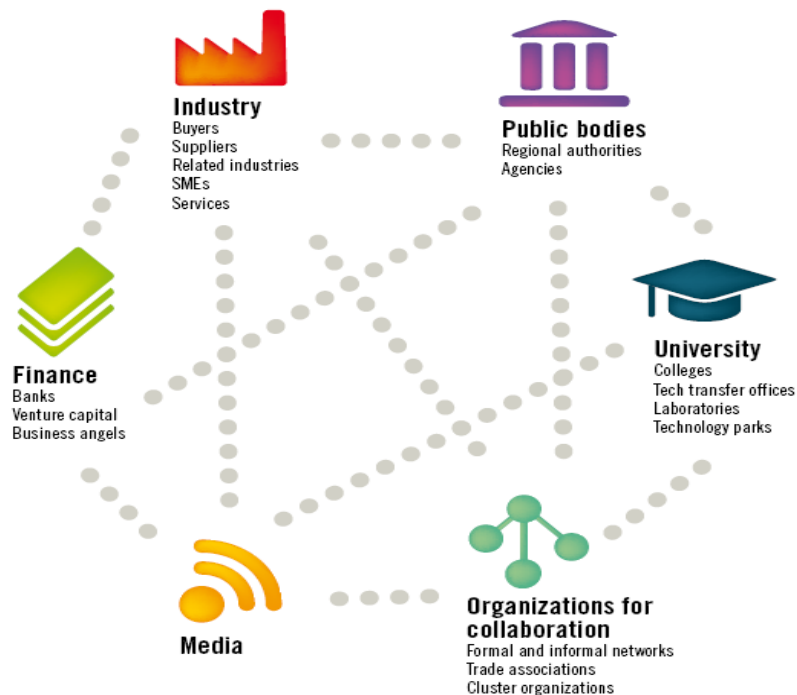 Industry
Buyers
Suppliers
Related industries
SMEs
Services
Public bodies
Regional authorities
Agencies
Finance
Banks
Venture capital
Business angels
University
Colleges
Tech transfer offices
Laboratories
Technology parks
Media
Organizations for
collaboration
Formal and informal networks
Trade associations
Cluster organizations